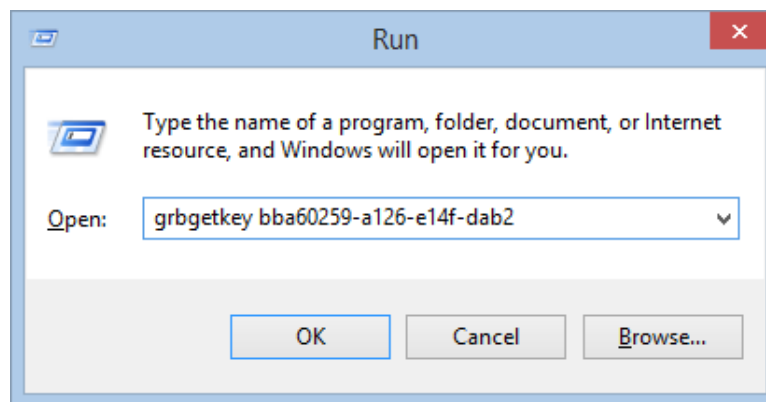 Run
Type the name of a program, folder, document, or Internet
resource, and Windows will open it for you.
Open: grbgetkey bba60259-a126-e14f-dab2
OK Cancel Browse...